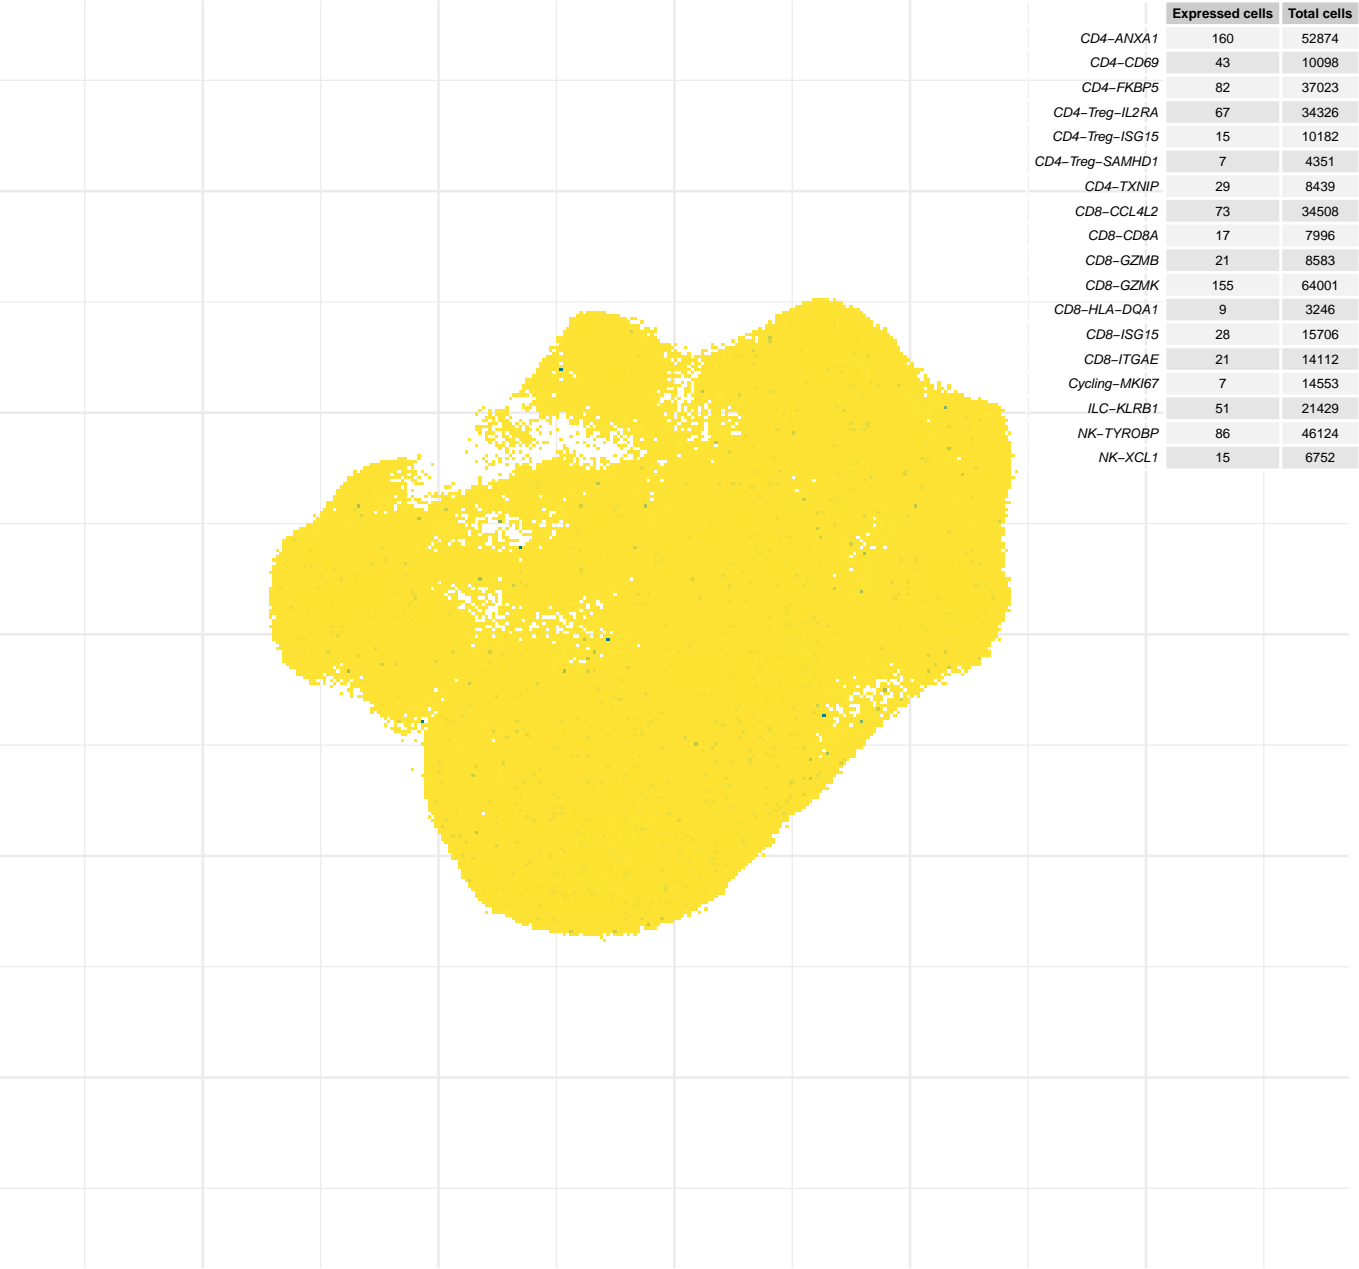 Expressed cells Total cells
CD4−ANXA1 160 52874
CD4−CD69 43 10098
CD4−FKBP5 82 37023
CD4−Treg−IL2RA 67 34326
CD4−Treg−ISG15 15 10182
CD4−Treg−SAMHD1 7 4351
CD4−TXNIP 29 8439
CD8−CCL4L2 73 34508
CD8−CD8A 17 7996
CD8−GZMB 21 8583
CD8−GZMK 155 64001
CD8−HLA−DQA1 9 3246
CD8−ISG15 28 15706
CD8−ITGAE 21 14112
Cycling−MKI67 7 14553
ILC−KLRB1 51 21429
NK−TYROBP 86 46124
NK−XCL1 15 6752